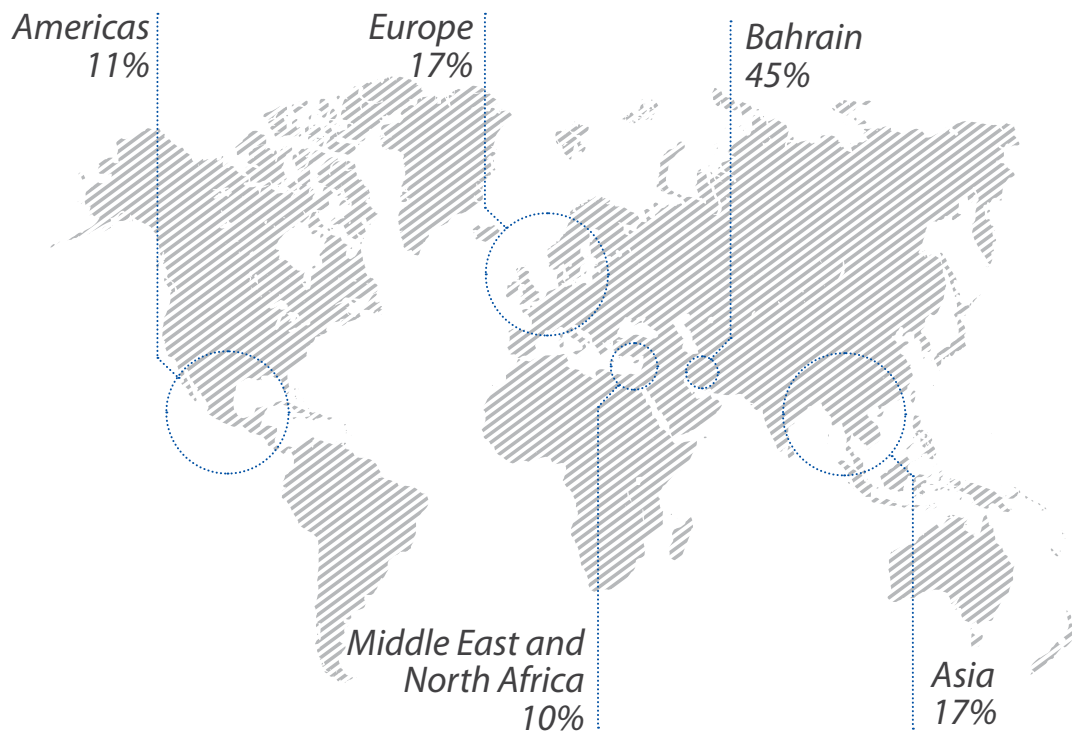 Americas
11%
Europe
17%
Bahrain
45%
Middle East and
North Africa
10%
Asia
17%